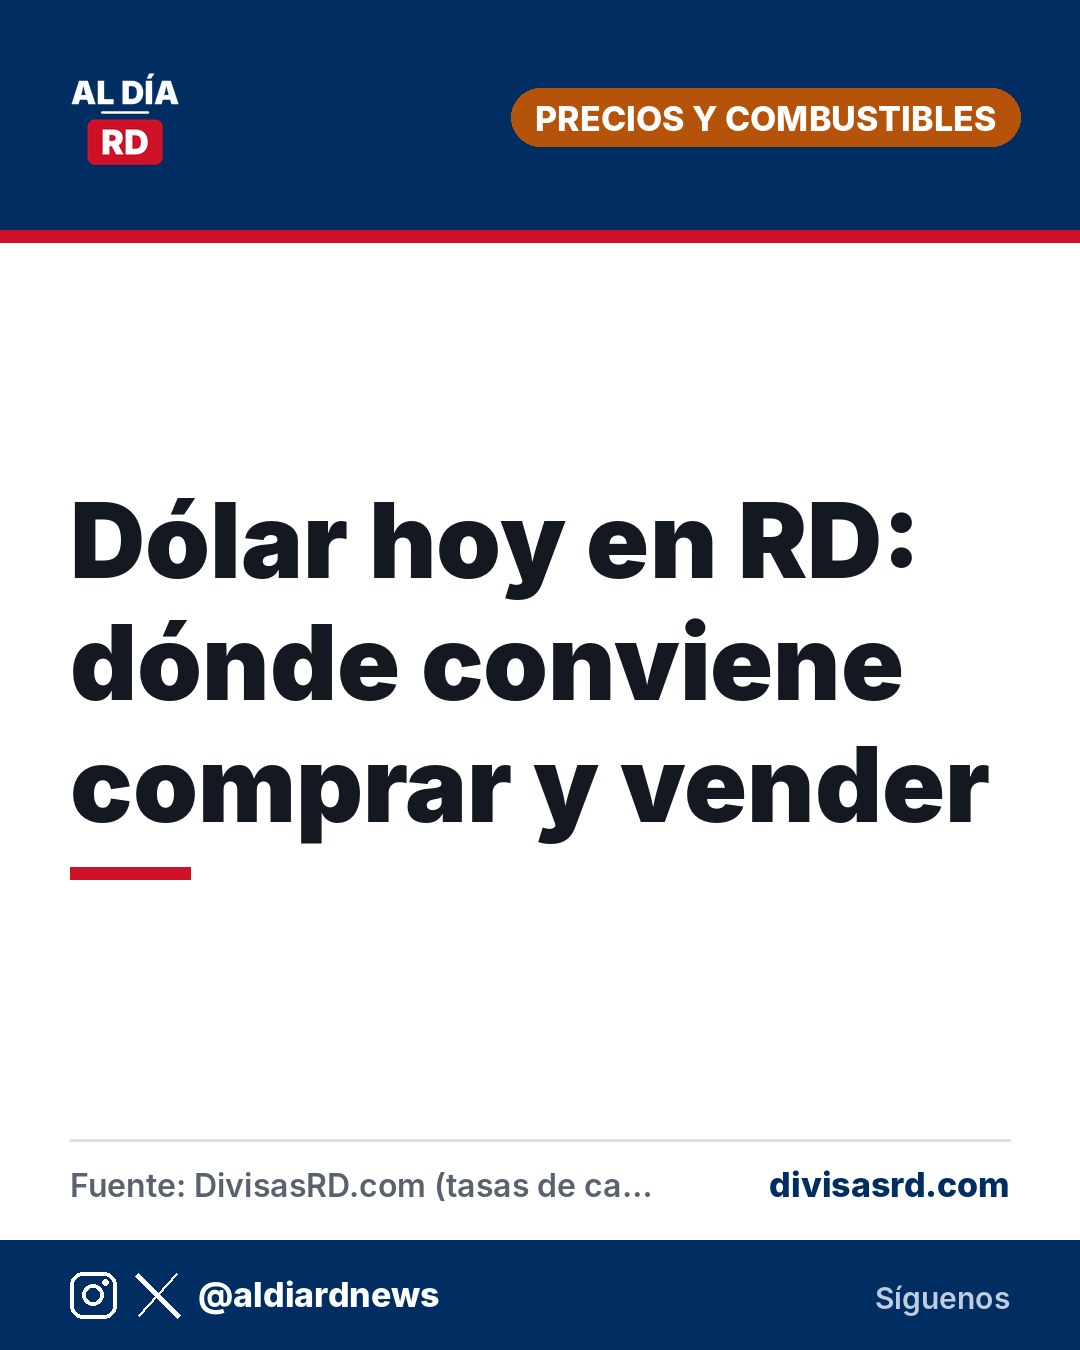 AL DÍA
RD
PRECIOS Y COMBUSTIBLES
Dólar hoy en RD:
dónde conviene
comprar y vender
Fuente: DivisasRD.com (tasas de ca...
divisasrd.com
@aldiardnews
Síguenos